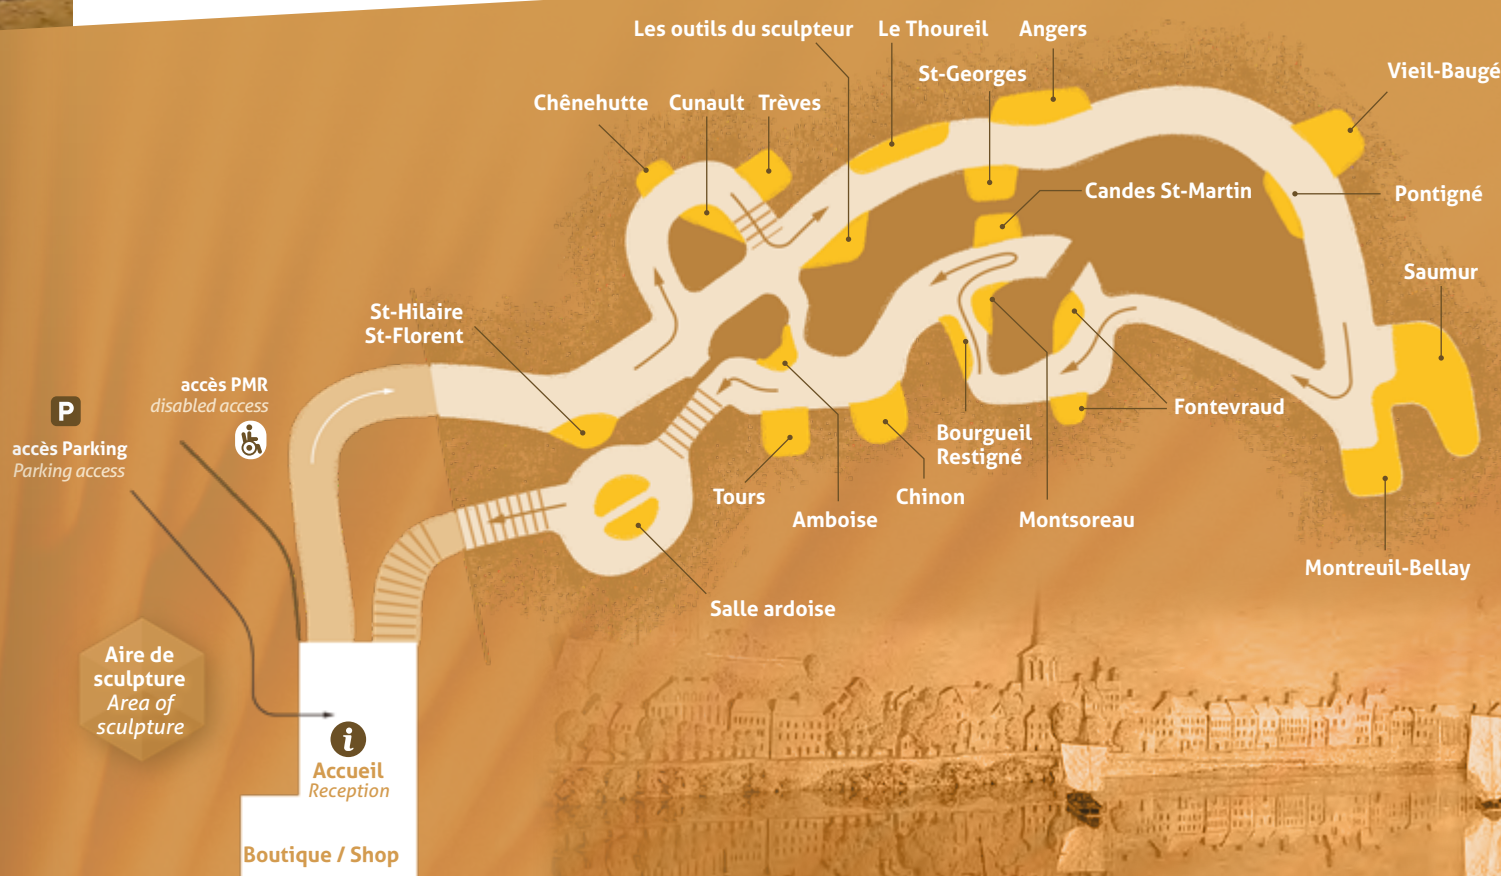 Les outils du sculpteur
Le Thoureil
Angers
St-Georges
Vieil-Baugé
Chênehutte
Cunault
Trèves
Candes St-Martin
Pontigné
Saumur
St-Hilaire
St-Florent
accès PMR
disabled access
P
accès Parking
Parking access
Fontevraud
Bourgueil
Restigné
Tours
Chinon
Amboise
Montsoreau
Montreuil-Bellay
Salle ardoise
Aire de
sculpture
Area of
sculpture
i
Accueil
Reception
Boutique / Shop